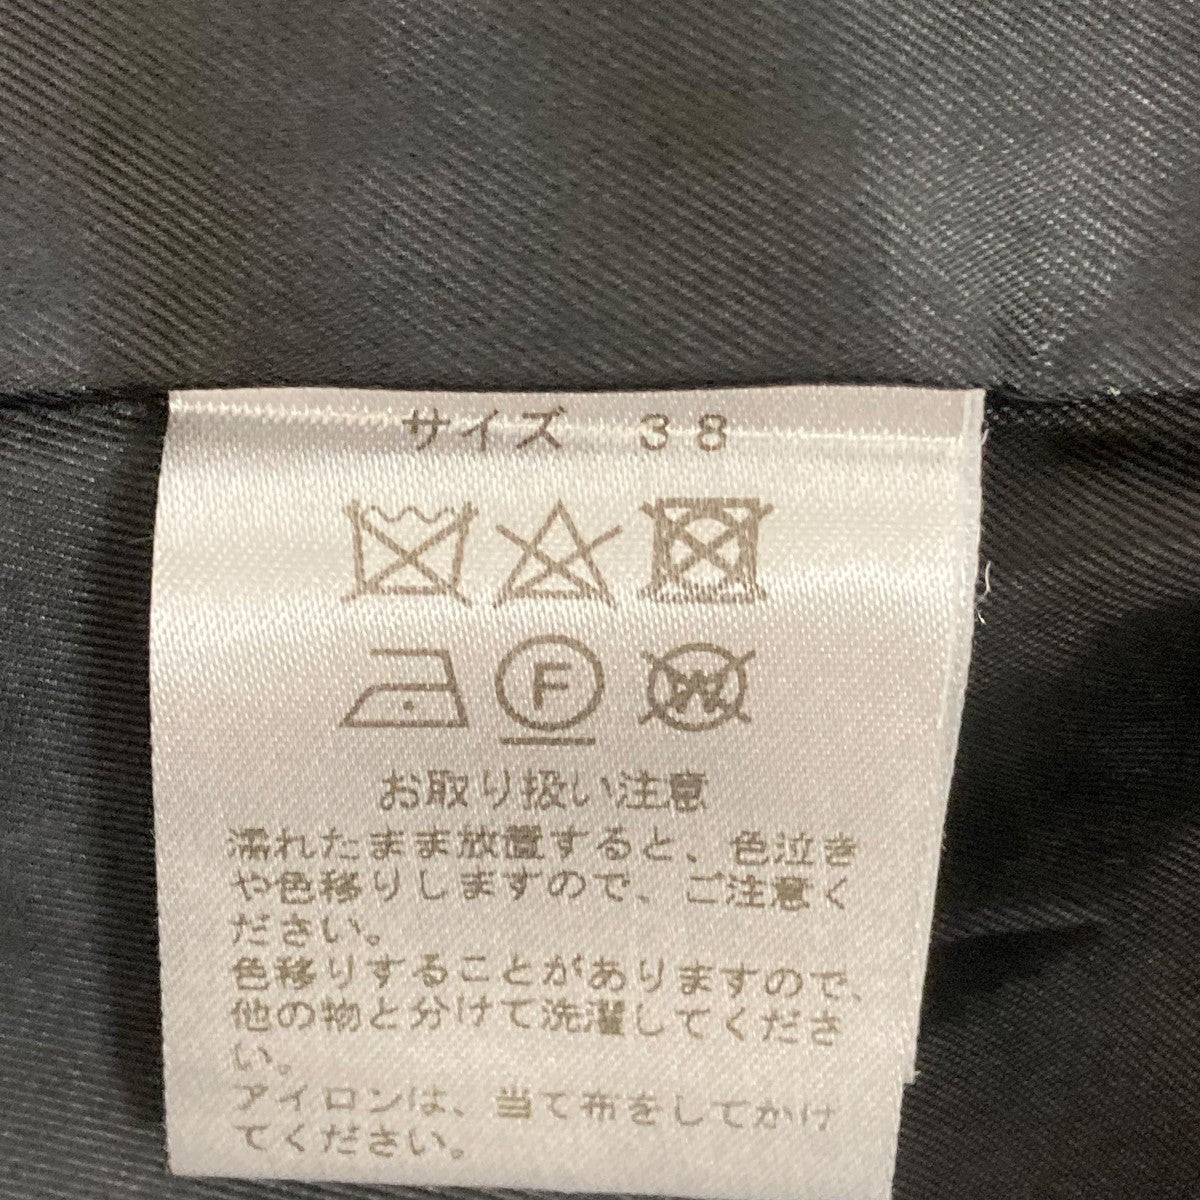 サイズ 38
F
W
お取り扱い注意
濡れたまま放置すると、色泣き
や色移りしますので、ご注意く
ださい。
色移りすることがありますので、
他の物と分けて洗濯してくださ
い。
アイロンは、当て布をしてかけ
てください。